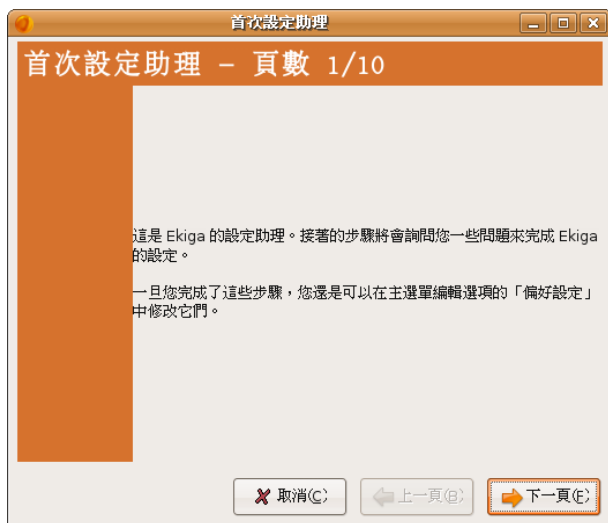 首次設定助理
首次設定助理 – 頁數 1/10
這是 Ekiga 的設定助理。接著的步驟將會詢問您一些問題來完成 Ekiga
的設定。
一旦您完成了這些步驟，您還是可以在主選單編輯選項的「偏好設定」
中修改它們。
取消(C) 上一頁(B) 下一頁(F)